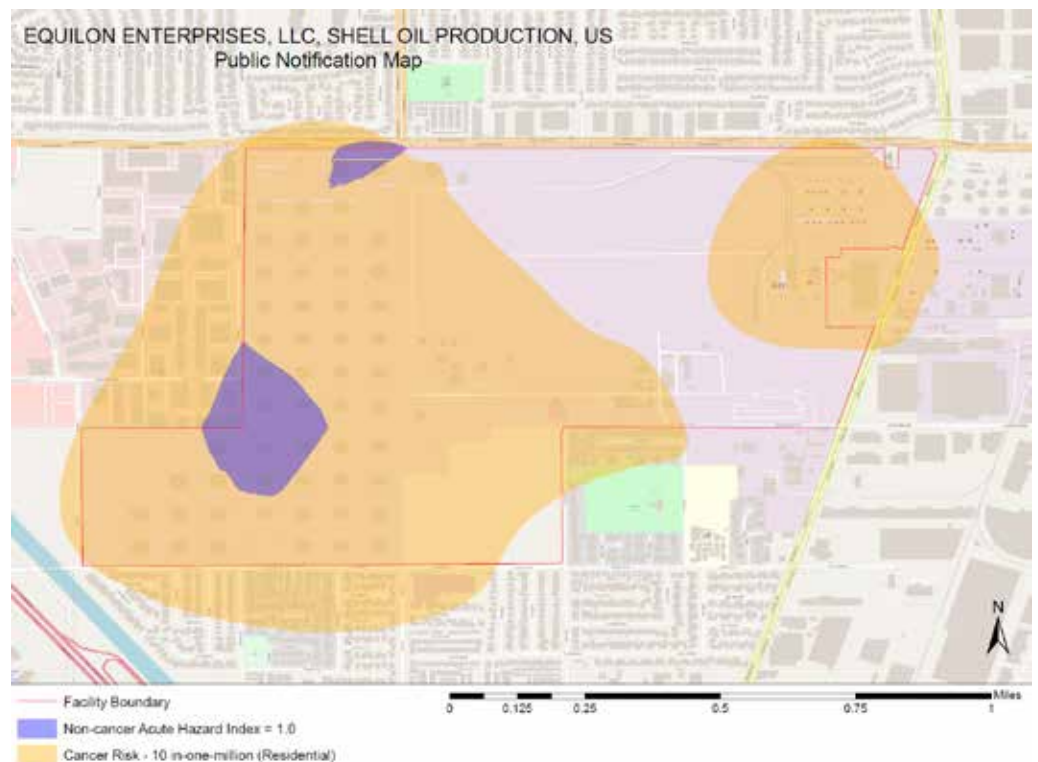 EQUILON ENTERPRISES, LLC, SHELL OIL PRODUCTION, US
Public Notification Map
N
Miles
0 0.125 0.25 0.5 0.75 1
Facility Boundary
Non-cancer Acute Hazard Index = 1.0
Cancer Risk - 10 in-one-million (Residential)